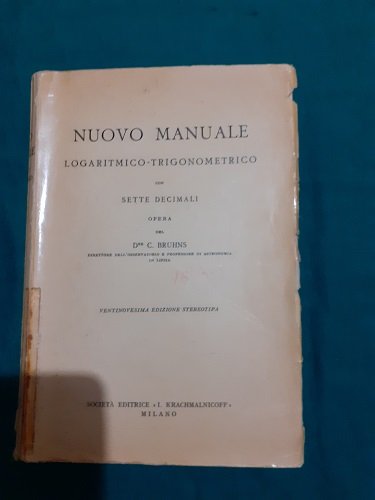 NUOVO MANUALE
LOGARITMICO-TRIGONOMETRICO
CON
SETTE DECIMALI
OPERA
DEL
Dre C. BRUHNS
DIRETTORE DELL'OSSERVATORIO E PROFESSORE DI ASTRONOMIA
IN LIPSIA
VENTINOVESIMA EDIZIONE STEREOTIPA
SOCIETÀ EDITRICE «I. KRACHMALNICOFF»
MILANO